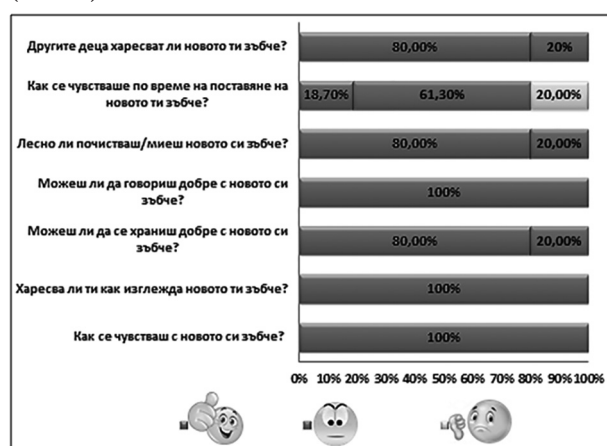 Другите деца харесват ли новото ти зъбче?
80,00% 20%
Как се чувстваше по време на поставяне на
новото ти зъбче?
18,70% 61,30% 20,00%
Лесно ли почистваш/миеш новото си зъбче?
80,00% 20,00%
Можеш ли да говориш добре с новото си
зъбче?
100%
Можеш ли да се храниш добре с новото си
зъбче?
80,00% 20,00%
Харесва ли ти как изглежда новото ти зъбче?
100%
Как се чувстваш с новото си зъбче?
100%
0% 10% 20% 30% 40% 50% 60% 70% 80% 90% 100%